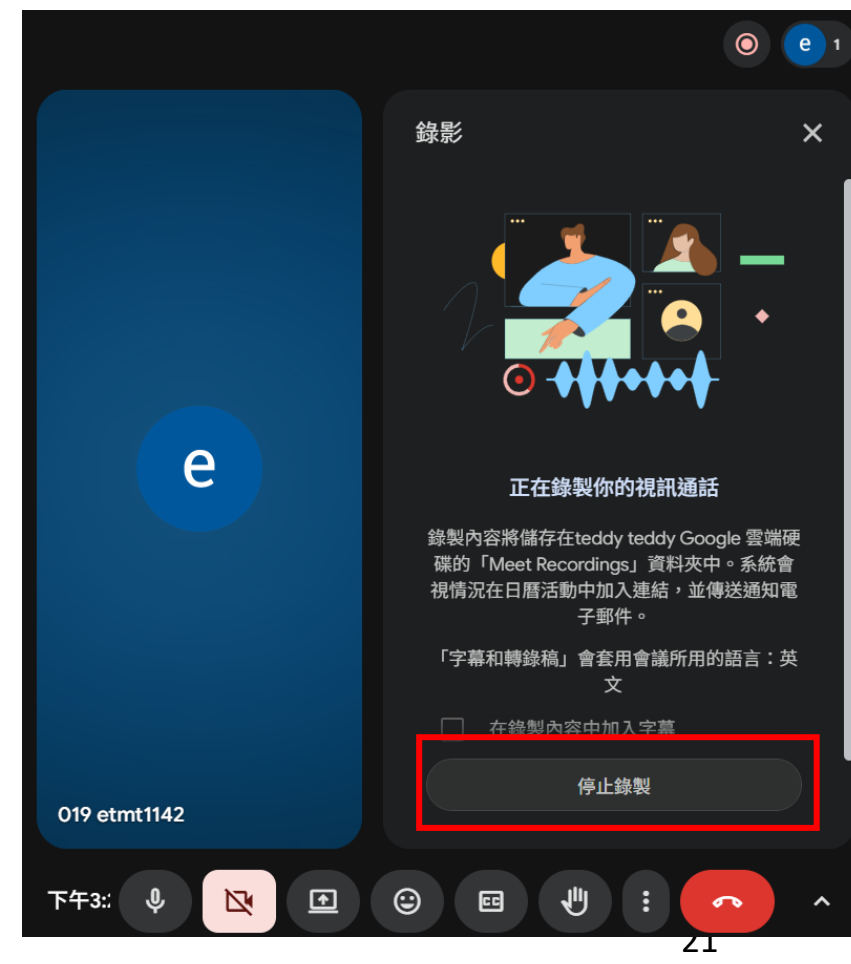 e 1
錄影
e
正在錄製你的視訊通話
錄製內容將儲存在teddy teddy Google 雲端硬
碟的「Meet Recordings」資料夾中。系統會
視情況在日曆活動中加入連結，並傳送通知電
子郵件。
「字幕和轉錄稿」會套用會議所用的語言：英
文
在錄製內容中加入字幕
停止錄製
019 etmt1142
下午3:
CC
21